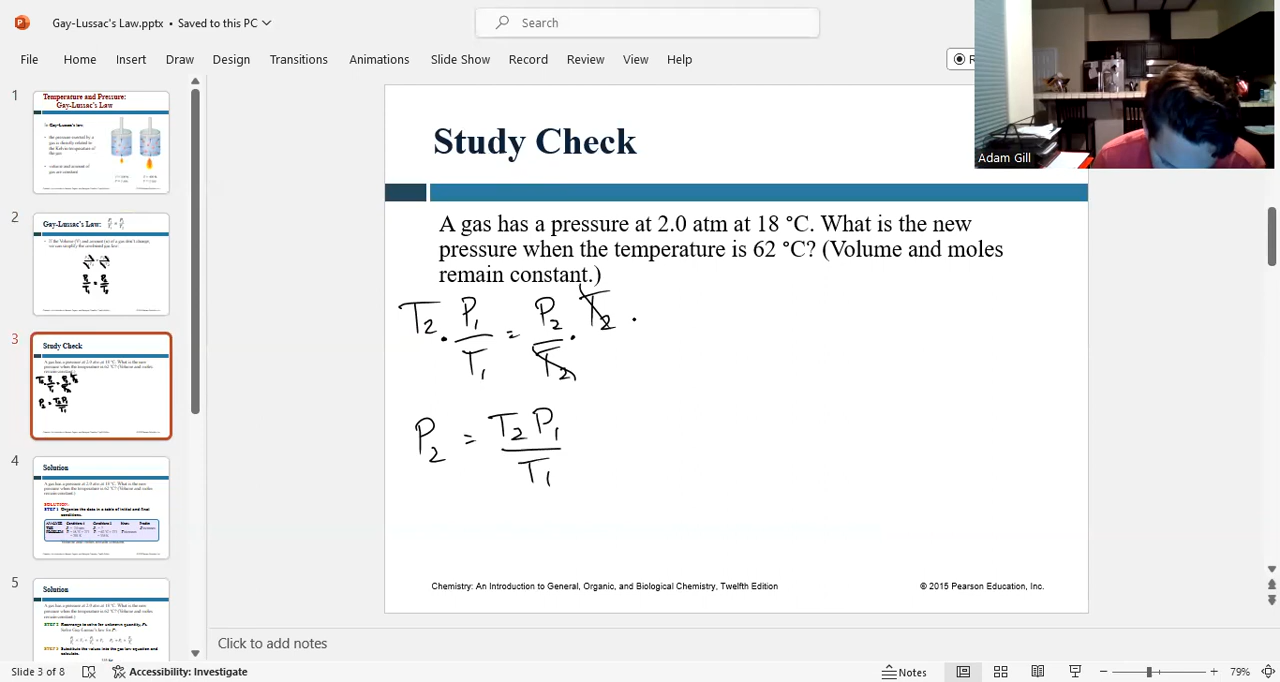 Gay-Lussac's Law.pptx • Saved to this PC
Search
File Home Insert Draw Design Transitions Animations Slide Show Record Review View Help
Adam Gill
1
Temperature and Pressure:
Gay-Lussac's Law
2
Gay-Lussac's Law:
3
Study Check
4
Solution
5
Solution
Study Check
A gas has a pressure at 2.0 atm at 18 °C. What is the new
pressure when the temperature is 62 °C? (Volume and moles
remain constant.)
T₂ · P₁/T₁ = P₂/T₂ · T₂ ·
P₂ = T₂P₁/T₁
Chemistry: An Introduction to General, Organic, and Biological Chemistry, Twelfth Edition
© 2015 Pearson Education, Inc.
Click to add notes
Slide 3 of 8 Accessibility: Investigate Notes 79%